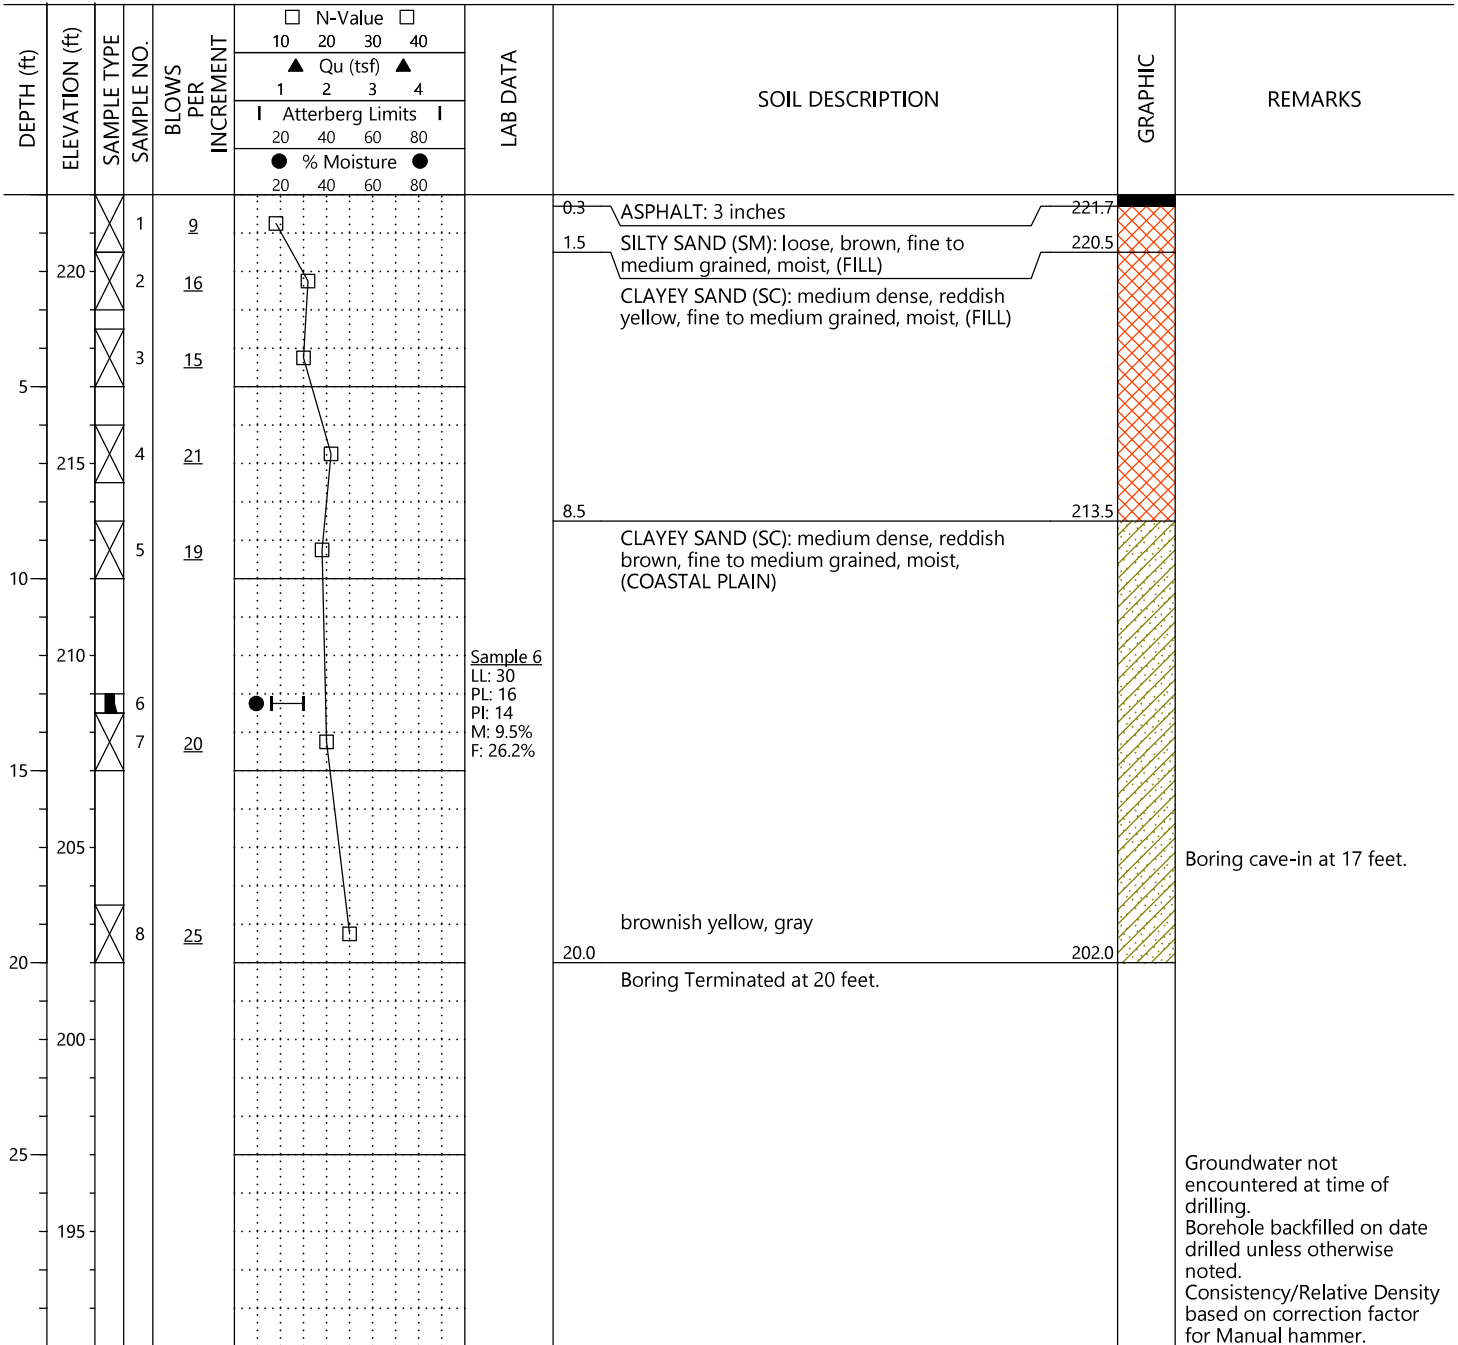 DEPTH (ft)
ELEVATION (ft)
SAMPLE TYPE
SAMPLE NO.
BLOWS
PER
INCREMENT
N-Value
10 20 30 40
▲ Qu (tsf) ▲
1 2 3 4
Atterberg Limits
20 40 60 80
● % Moisture ●
20 40 60 80
LAB DATA
SOIL DESCRIPTION
GRAPHIC
REMARKS
1 9
0.3 ASPHALT: 3 inches 221.7
1.5 SILTY SAND (SM): loose, brown, fine to 220.5
medium grained, moist, (FILL)
220
2 16
CLAYEY SAND (SC): medium dense, reddish
yellow, fine to medium grained, moist, (FILL)
3 15
5
4 21
215
8.5 213.5
CLAYEY SAND (SC): medium dense, reddish
brown, fine to medium grained, moist,
(COASTAL PLAIN)
5 19
10
210
Sample 6
LL: 30
PL: 16
PI: 14
M: 9.5%
F: 26.2%
6
7 20
15
205
Boring cave-in at 17 feet.
8 25
brownish yellow, gray
20.0 202.0
20
Boring Terminated at 20 feet.
200
25
195
Groundwater not
encountered at time of
drilling.
Borehole backfilled on date
drilled unless otherwise
noted.
Consistency/Relative Density
based on correction factor
for Manual hammer.